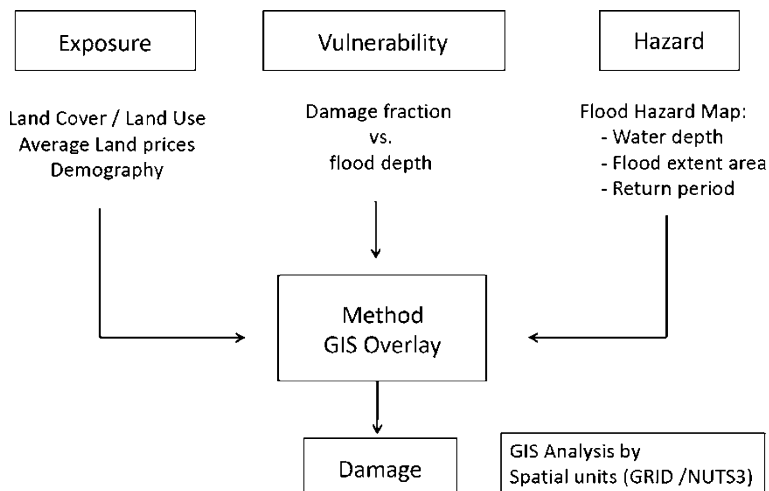 Exposure
Vulnerability
Hazard
Land Cover / Land Use
Average Land prices
Demography
Damage fraction
vs.
flood depth
Flood Hazard Map:
- Water depth
- Flood extent area
- Return period
Method
GIS Overlay
Damage
GIS Analysis by
Spatial units (GRID /NUTS3)